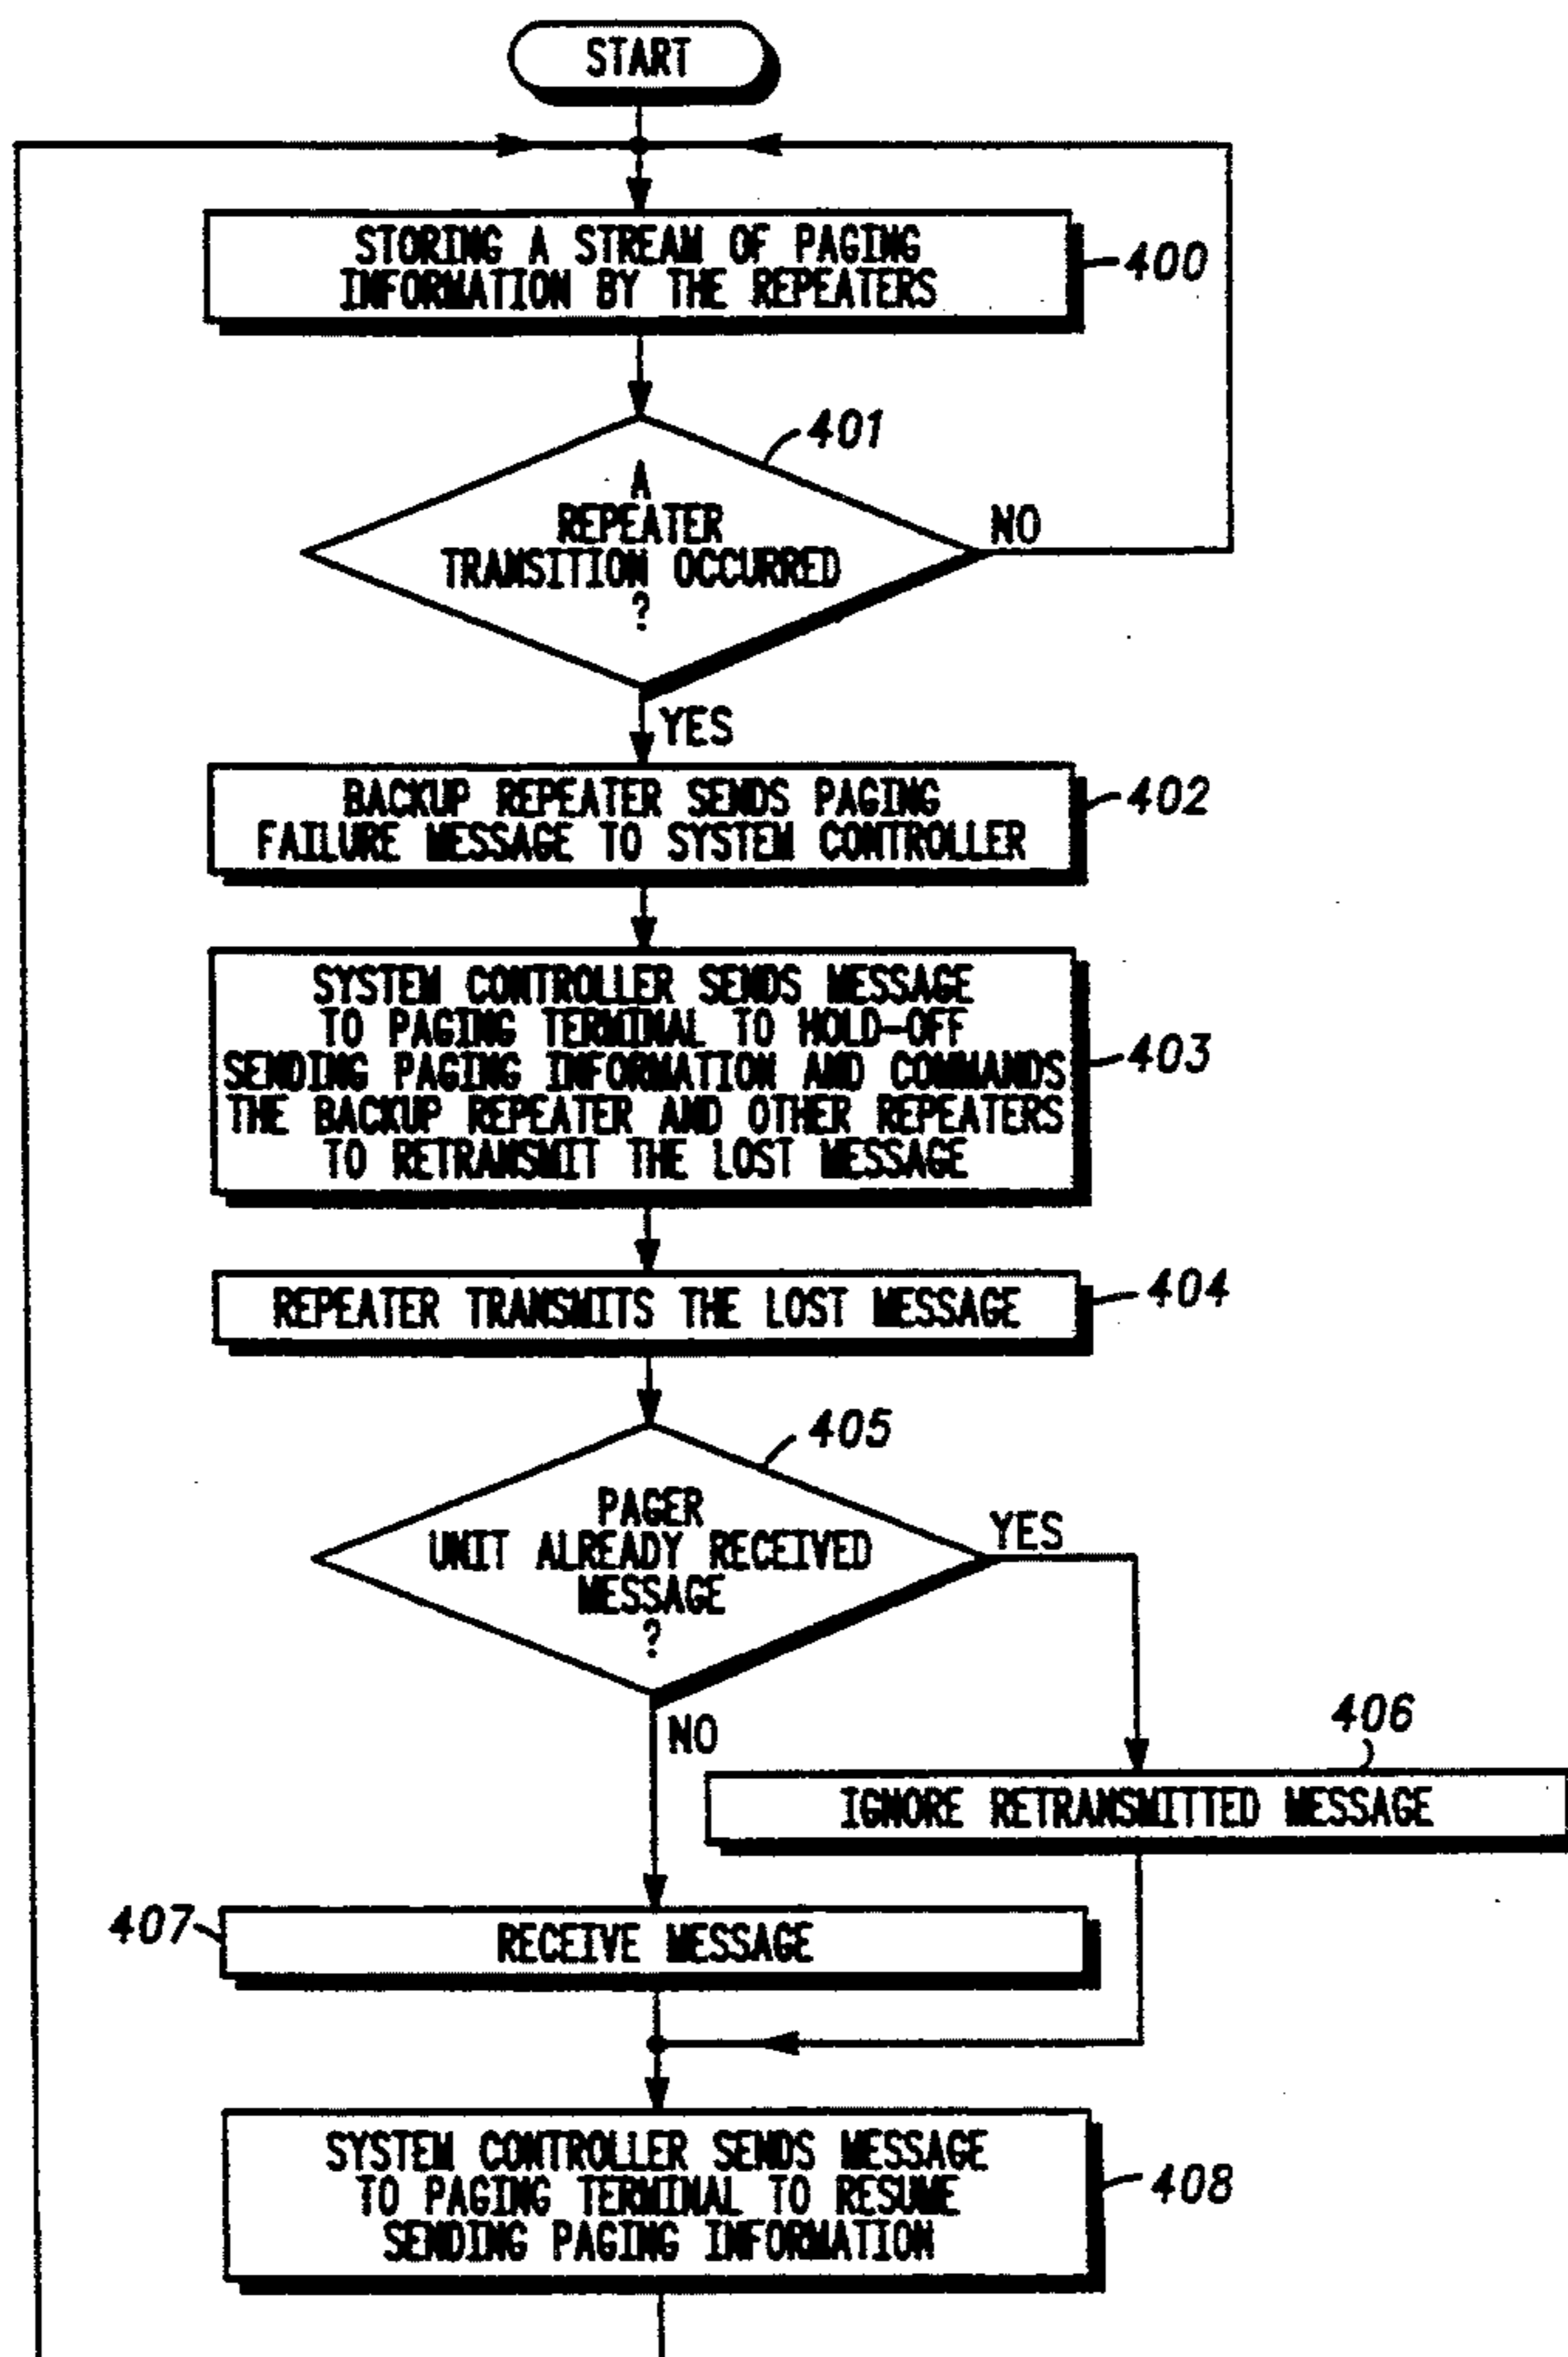 START
STORING A STREAM OF PAGING
INFORMATION BY THE REPEATERS
400
401
A
REPEATER
TRANSITION OCCURRED
?
NO
YES
BACKUP REPEATER SENDS PAGING
FAILURE MESSAGE TO SYSTEM CONTROLLER
402
SYSTEM CONTROLLER SENDS MESSAGE
TO PAGING TERMINAL TO HOLD-OFF
SENDING PAGING INFORMATION AND COMMANDS
THE BACKUP REPEATER AND OTHER REPEATERS
TO RETRANSMIT THE LOST MESSAGE
403
REPEATER TRANSMITS THE LOST MESSAGE
404
405
PAGER
UNIT ALREADY RECEIVED
MESSAGE
?
YES
NO
406
IGNORE RETRANSMITTED MESSAGE
407
RECEIVE MESSAGE
SYSTEM CONTROLLER SENDS MESSAGE
TO PAGING TERMINAL TO RESUME
SENDING PAGING INFORMATION
408